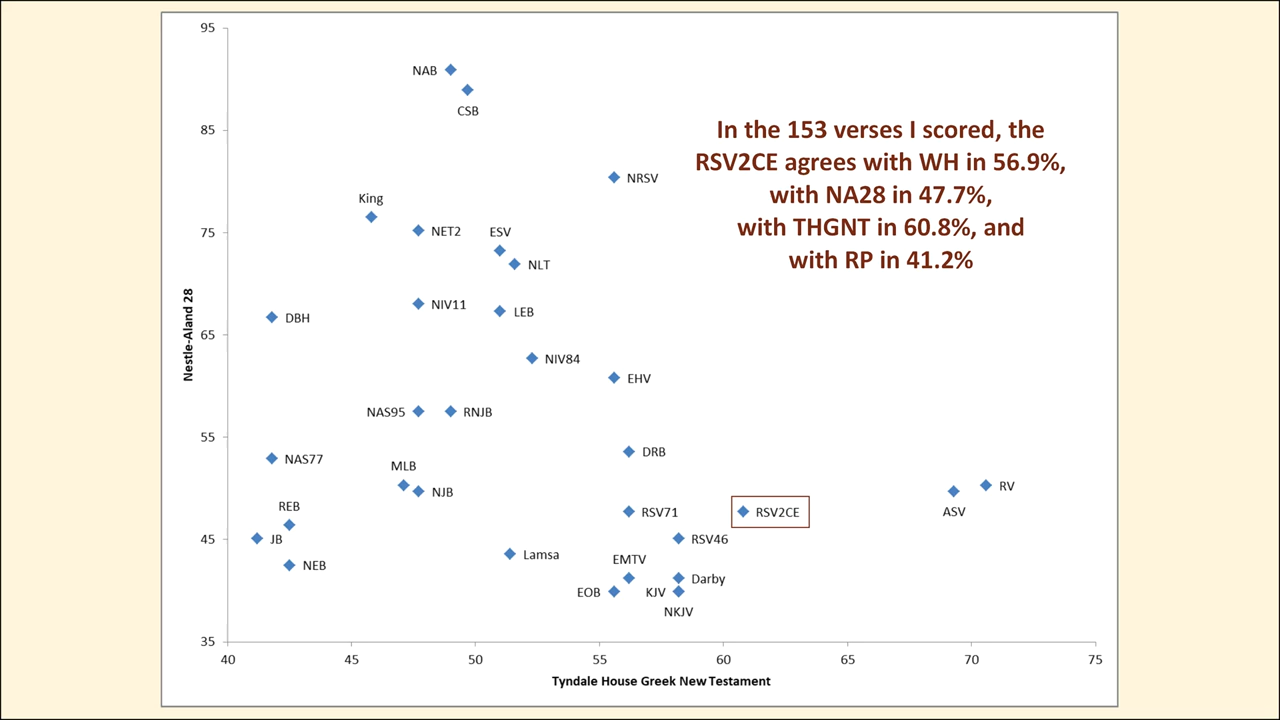 95
NAB
CSB
In the 153 verses I scored, the
RSV2CE agrees with WH in 56.9%,
with NA28 in 47.7%,
with THGNT in 60.8%, and
with RP in 41.2%
85
NRSV
King
75
NET2
ESV
NLT
NIV11
LEB
DBH
65
Nestle-Aland 28
NIV84
EHV
NAS95
RNJB
55
DRB
NAS77
MLB
NJB
RV
REB
RSV71
RSV2CE
ASV
45
JB
RSV46
Lamsa
EMTV
NEB
Darby
EOB
KJV
NKJV
35
40 45 50 55 60 65 70 75
Tyndale House Greek New Testament